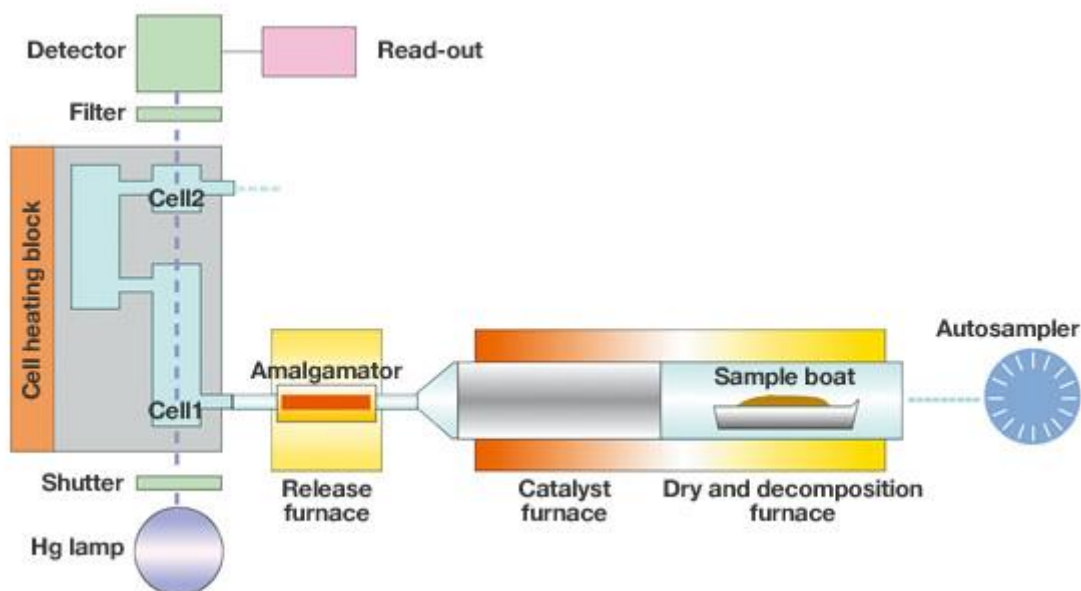 Detector
Read-out
Filter
Cell2
Cell heating block
Autosampler
Amalgamator
Sample boat
Cell1
Shutter
Release
furnace
Catalyst
furnace
Dry and decomposition
furnace
Hg lamp